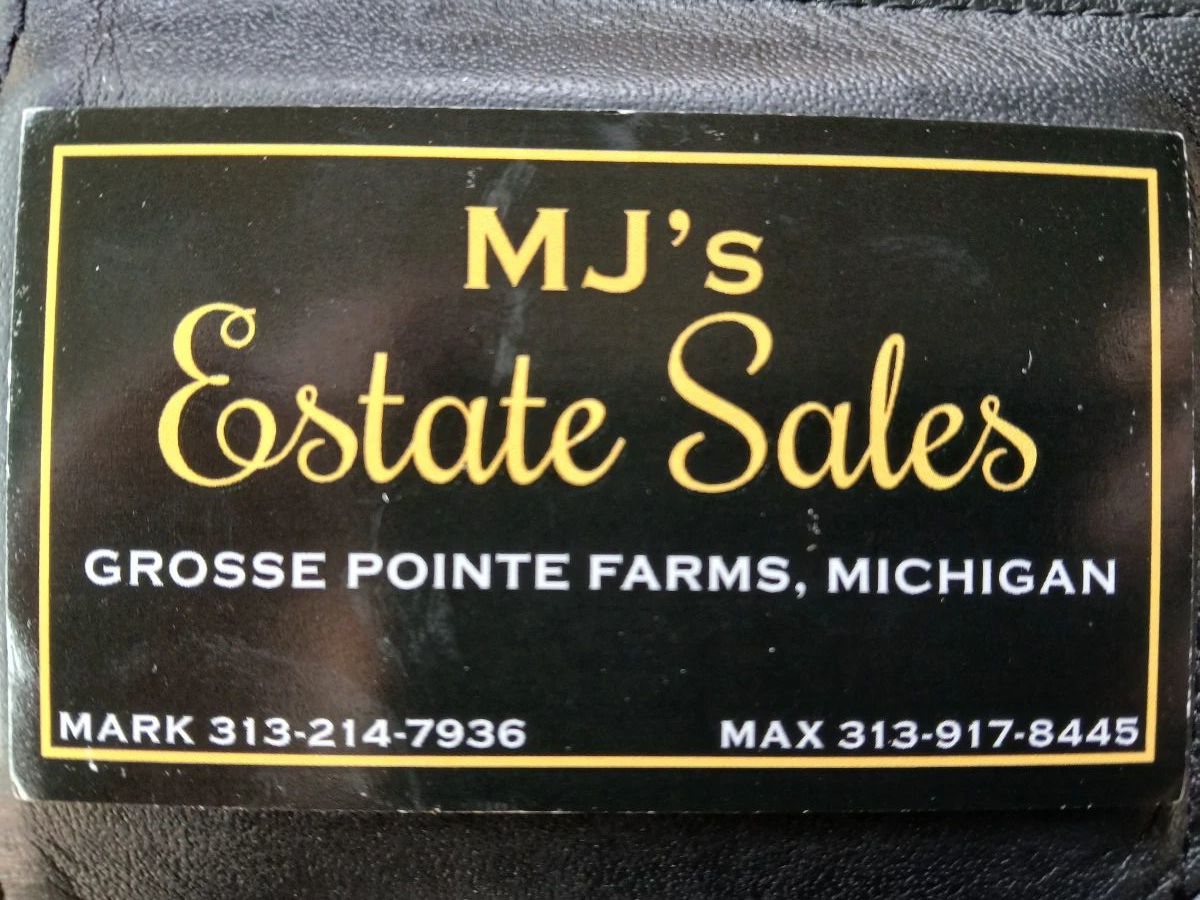 MJ's
Estate Sales
GROSSE POINTE FARMS, MICHIGAN
MARK 313-214-7936 MAX 313-917-8445